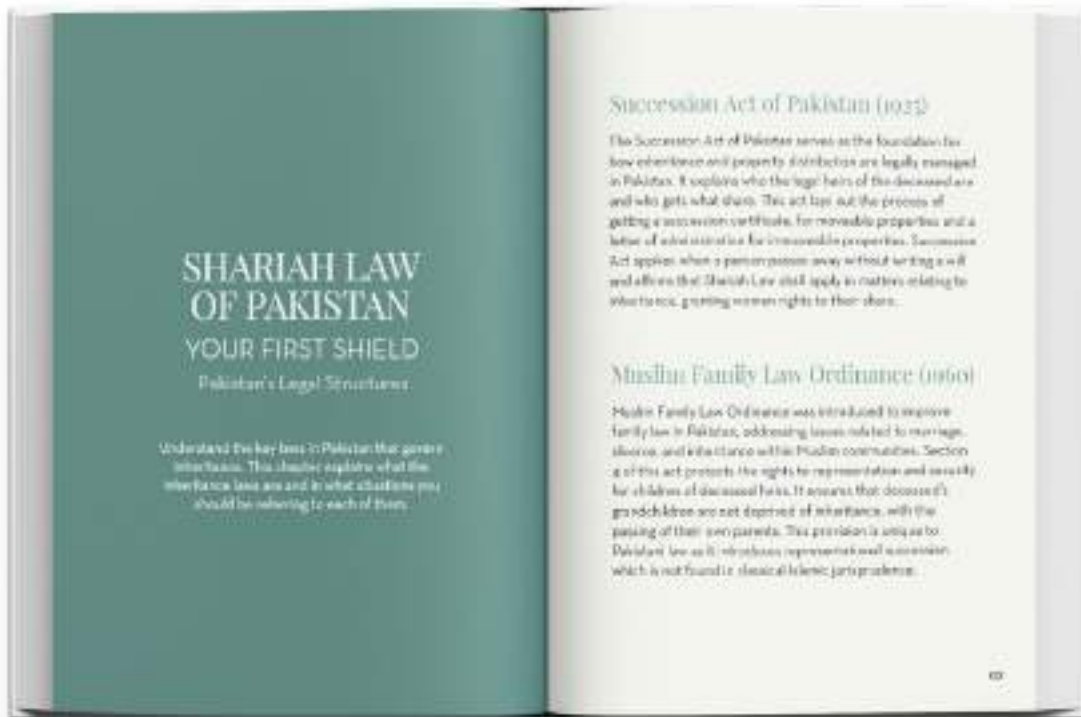 SHARIAH LAW
OF PAKISTAN
YOUR FIRST SHIELD
Pakistan's Legal Structures
Understand the key laws in Pakistan that govern
inheritance. This chapter explains what the
inheritance laws are and in what situations you
should be referring to each of them.
Succession Act of Pakistan (1925)
The Succession Act of Pakistan serves as the foundation for
how inheritance and property distribution are legally managed
in Pakistan. It explains who the legal heirs of the deceased are
and who gets what share. This act lays out the process of
getting a succession certificate, for moveable properties and a
letter of administration for immoveable properties. Succession
Act applies when a person passes away without writing a will
and affirms that Shariah Law shall apply in matters relating to
inheritance, granting women rights to their share.
Muslim Family Law Ordinance (1960)
Muslim Family Law Ordinance was introduced to improve
family law in Pakistan, addressing issues related to marriage,
divorce, and inheritance within Muslim communities. Section
4 of this act protects the rights to representation and security
for children of deceased heirs. It ensures that deceased's
grandchildren are not deprived of inheritance, with the
passing of their own parents. This provision is unique to
Pakistani law as it introduces representational succession
which is not found in classical Islamic jurisprudence.